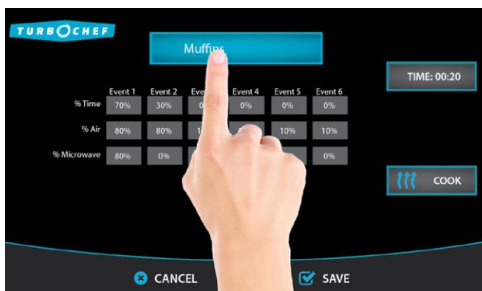 TURBOCHEF
Muffins
TIME: 00:20
Event 1 Event 2 Event 4 Event 5 Event 6
% Time 70% 30% 0% 0% 0%
% Air 80% 80% 10% 10%
% Microwave 80% 0% 0%
COOK
CANCEL SAVE